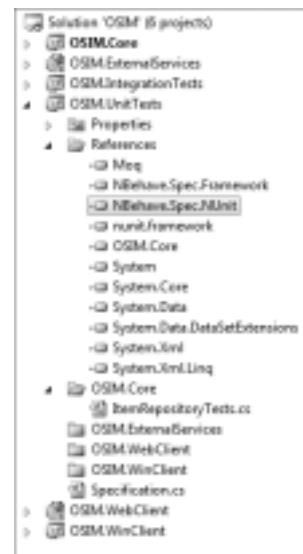 Solution 'OSIM' (6 projects)
OSIM.Core
OSIM.ExternalServices
OSIM.IntegrationTests
OSIM.UnitTests
Properties
References
Moq
NBehave.Spec.Framework
NBehave.Spec.NUnit
nunit.framework
OSIM.Core
System
System.Core
System.Data
System.Data.DataSetExtensions
System.Xml
System.Xml.Linq
OSIM.Core
ItemRepositoryTests.cs
OSIM.ExternalServices
OSIM.WebClient
OSIM.WinClient
Specification.cs
OSIM.WebClient
OSIM.WinClient